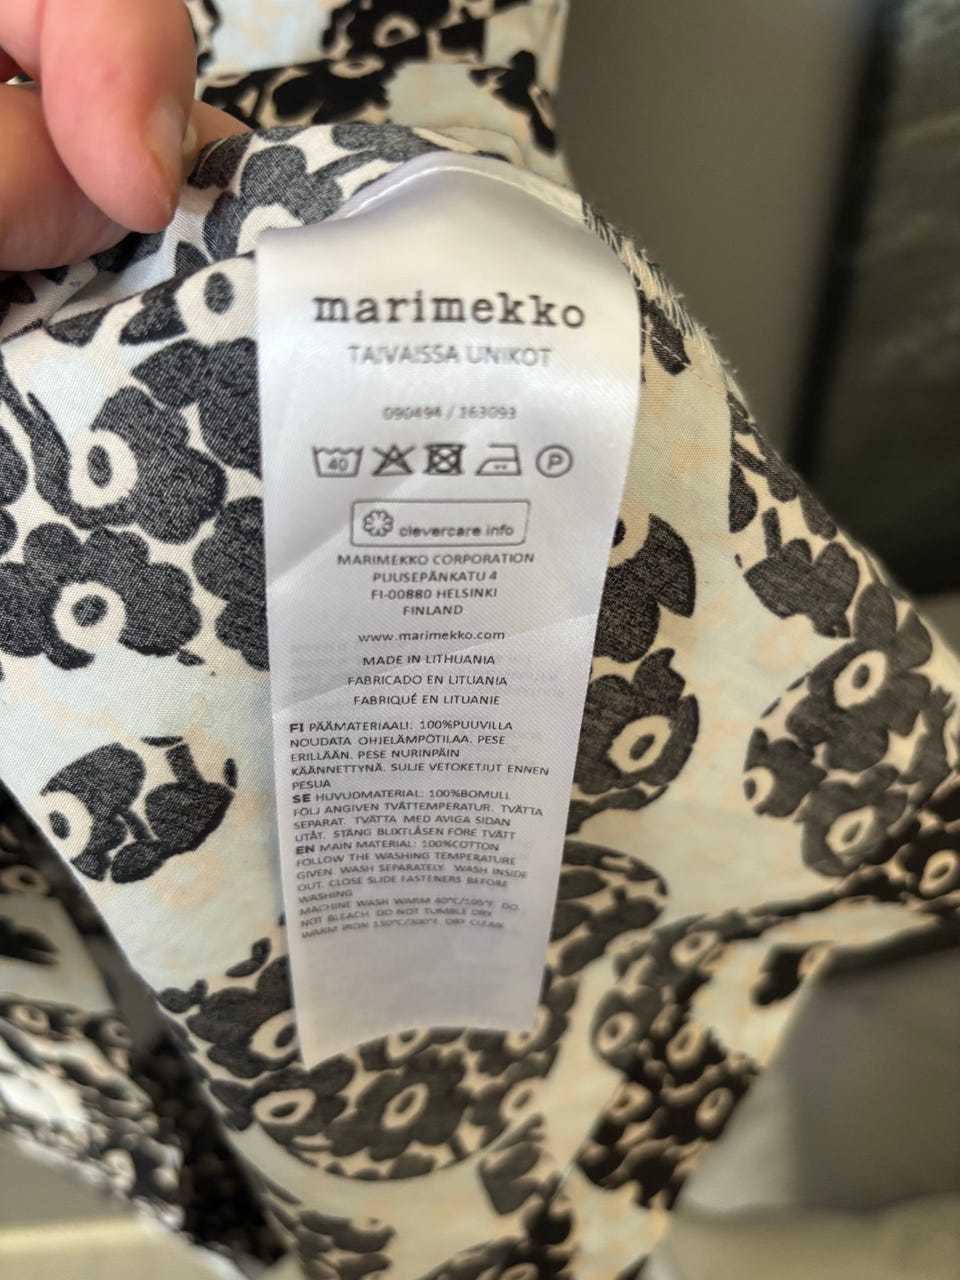 marimekko
TAIVAISSA UNIKOT
090494 / 163093
40 P
clevercare.info
MARIMEKKO CORPORATION
PUUSEPÄNKATU 4
FI-00880 HELSINKI
FINLAND
www.marimekko.com
MADE IN LITHUANIA
FABRICADO EN LITUANIA
FABRIQUÉ EN LITUANIE
FI PÄÄMATERIAALI: 100%PUUVILLA
NOUDATA OHJELÄMPÖTILAA. PESE
ERILLÄÄN. PESE NURINPÄIN
KÄÄNNETTYNÄ. SULJE VETOKETJUT ENNEN
PESUA
SE HUVUDMATERIAL: 100%BOMULL
FÖLJ ANGIVEN TVÄTTEMPERATUR. TVÄTTA
SEPARAT. TVÄTTA MED AVIGA SIDAN
UTÅT. STÄNG BLIXTLÅSEN FÖRE TVÄTT
EN MAIN MATERIAL: 100%COTTON
FOLLOW THE WASHING TEMPERATURE
GIVEN. WASH SEPARATELY. WASH INSIDE
OUT. CLOSE SLIDE FASTENERS BEFORE
WASHING
MACHINE WASH WARM 40°C/105°F. DO
NOT BLEACH. DO NOT TUMBLE DRY.
WARM IRON 150°C/300°F. DRY CLEAN